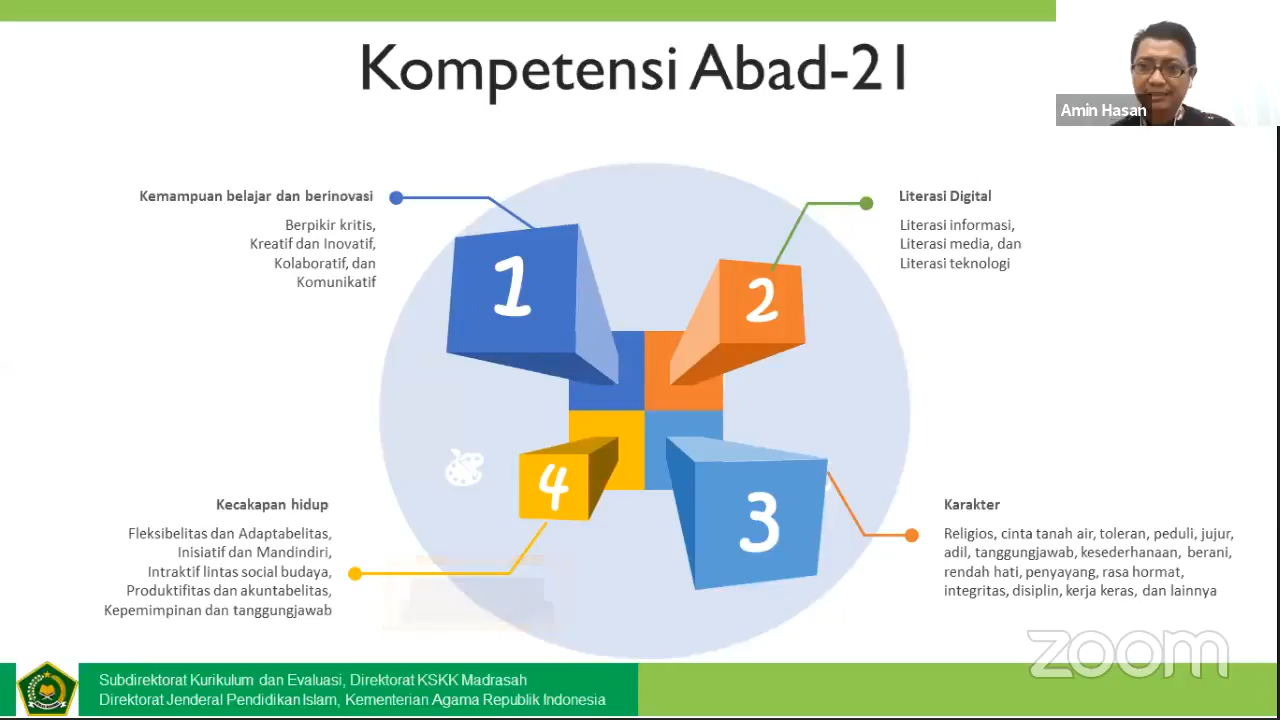 Kompetensi Abad-21
Amin Hasan
Kemampuan belajar dan berinovasi
Berpikir kritis,
Kreatif dan Inovatif,
Kolaboratif, dan
Komunikatif
Literasi Digital
Literasi informasi,
Literasi media, dan
Literasi teknologi
1
2
4
3
Kecakapan hidup
Fleksibelitas dan Adaptabelitas,
Inisiatif dan Mandindiri,
Intraktif lintas social budaya,
Produktifitas dan akuntabelitas,
Kepemimpinan dan tanggungjawab
Karakter
Religios, cinta tanah air, toleran, peduli, jujur,
adil, tanggungjawab, kesederhanaan, berani,
rendah hati, penyayang, rasa hormat,
integritas, disiplin, kerja keras, dan lainnya
zoom
Subdirektorat Kurikulum dan Evaluasi, Direktorat KSKK Madrasah
Direktorat Jenderal Pendidikan Islam, Kementerian Agama Republik Indonesia